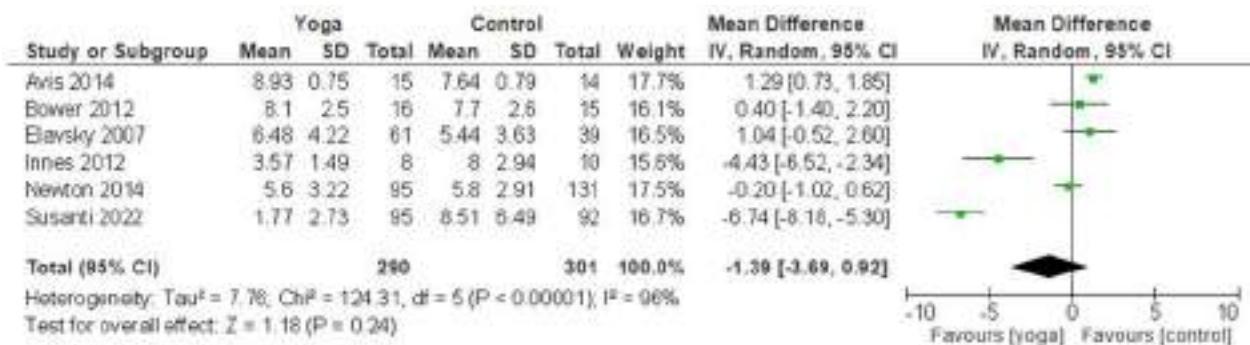 Yoga Control Mean Difference Mean Difference
Study or Subgroup Mean SD Total Mean SD Total Weight IV, Random, 95% CI IV, Random, 95% CI
Avis 2014 8.93 0.75 15 7.64 0.79 14 17.7% 1.29 [0.73, 1.85]
Bower 2012 8.1 2.5 16 7.7 2.6 15 16.1% 0.40 [-1.40, 2.20]
Elavsky 2007 6.48 4.22 61 5.44 3.63 39 16.5% 1.04 [-0.52, 2.60]
Innes 2012 3.57 1.49 8 8 2.94 10 15.6% -4.43 [-6.52, -2.34]
Newton 2014 5.6 3.22 95 5.8 2.91 131 17.5% -0.20 [-1.02, 0.62]
Susanti 2022 1.77 2.73 95 8.51 6.49 92 16.7% -6.74 [-8.18, -5.30]
Total (95% CI) 290 301 100.0% -1.39 [-3.69, 0.92]
Heterogeneity: Tau² = 7.76; Chi² = 124.31, df = 5 (P < 0.00001); I² = 96%
Test for overall effect: Z = 1.18 (P = 0.24)
-10 -5 0 5 10
Favours [yoga] Favours [control]